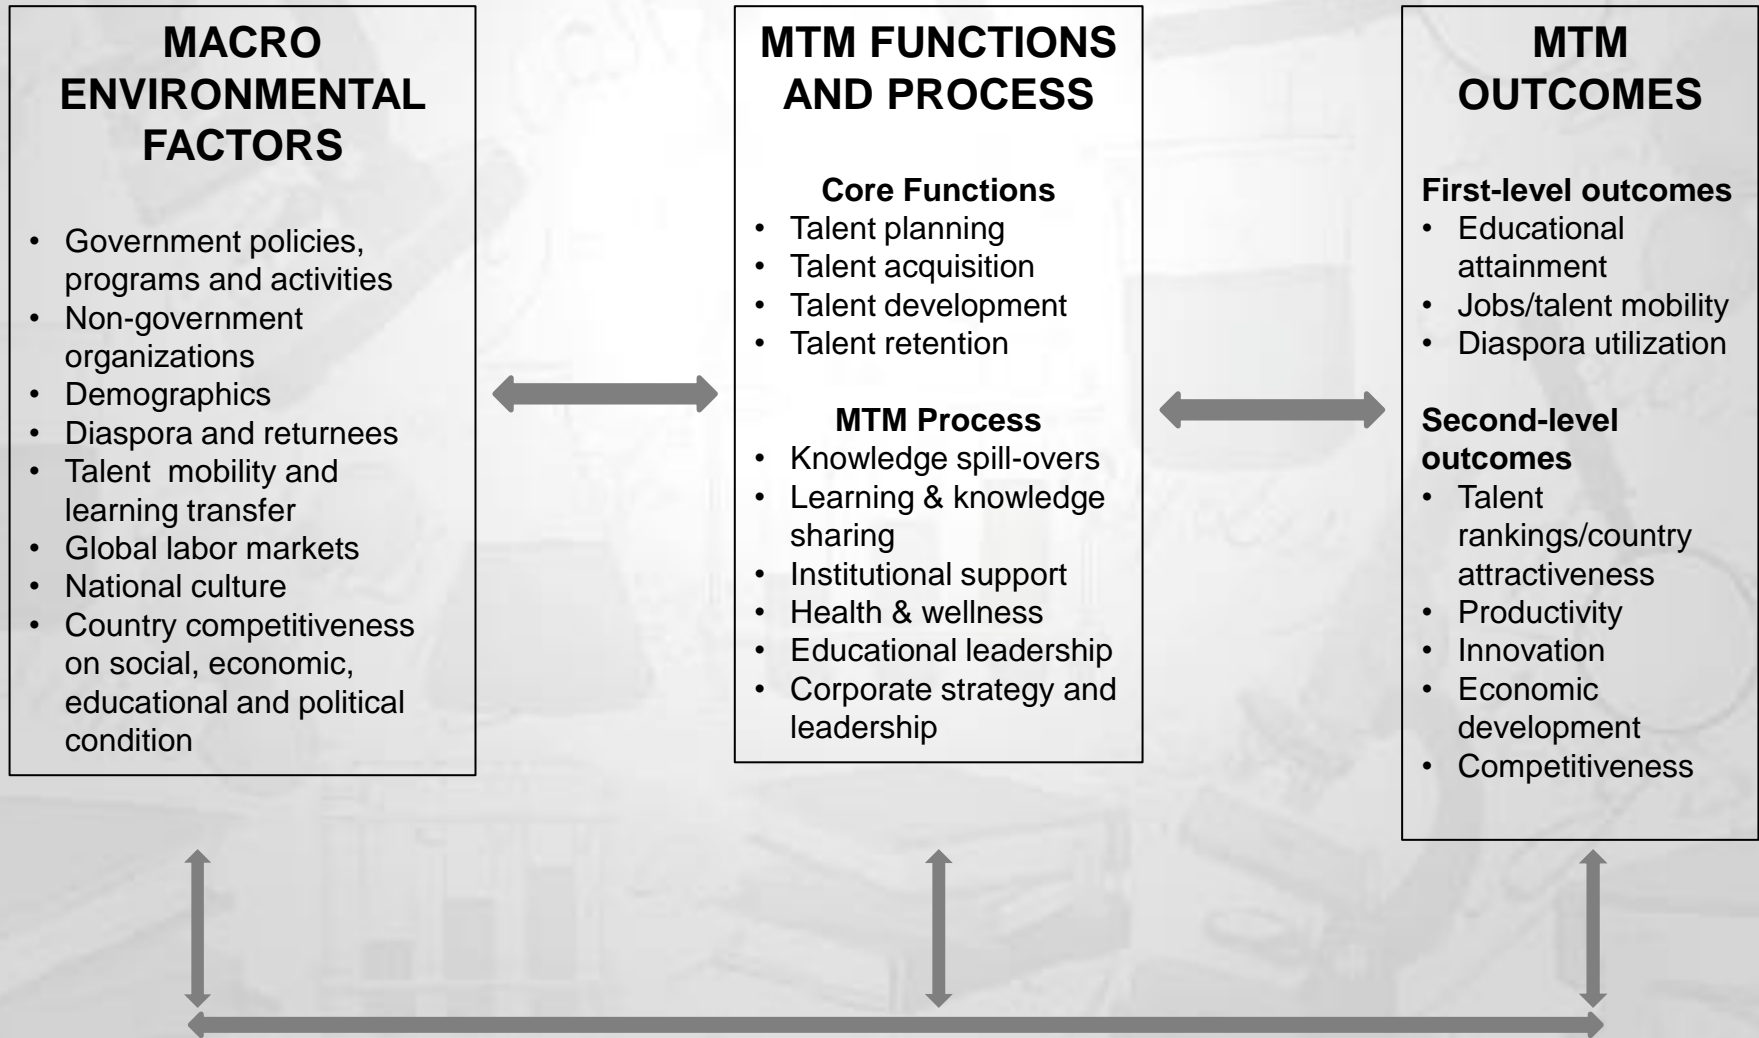 MACRO
ENVIRONMENTAL
FACTORS
• Government policies,
programs and activities
• Non-government
organizations
• Demographics
• Diaspora and returnees
• Talent  mobility and
learning transfer
• Global labor markets
• National culture
• Country competitiveness
on social, economic,
educational and political
condition
MTM FUNCTIONS
AND PROCESS
Core Functions
• Talent planning
• Talent acquisition
• Talent development
• Talent retention
MTM Process
• Knowledge spill-overs
• Learning & knowledge
sharing
• Institutional support
• Health & wellness
• Educational leadership
• Corporate strategy and
leadership
MTM
OUTCOMES
First-level outcomes
• Educational
attainment
• Jobs/talent mobility
• Diaspora utilization
Second-level
outcomes
• Talent
rankings/country
attractiveness
• Productivity
• Innovation
• Economic
development
• Competitiveness